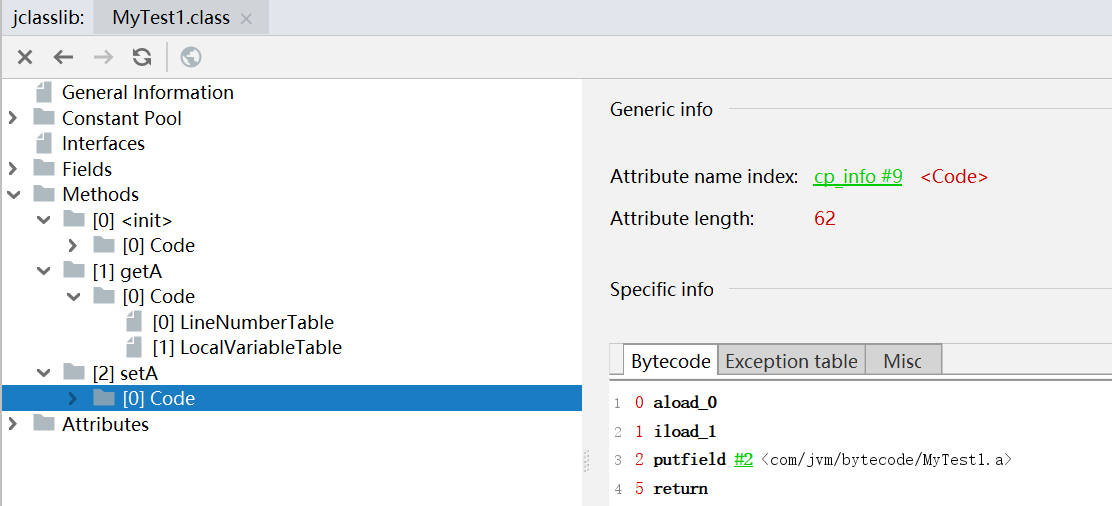 jclasslib: MyTest1.class
General Information
Constant Pool
Interfaces
Fields
Methods
[0] <init>
[0] Code
[1] getA
[0] Code
[0] LineNumberTable
[1] LocalVariableTable
[2] setA
[0] Code
Attributes
Generic info
Attribute name index: cp_info #9 <Code>
Attribute length: 62
Specific info
Bytecode Exception table Misc
1 0 aload_0
2 1 iload_1
3 2 putfield #2 <com/jvm/bytecode/MyTest1.a>
4 5 return